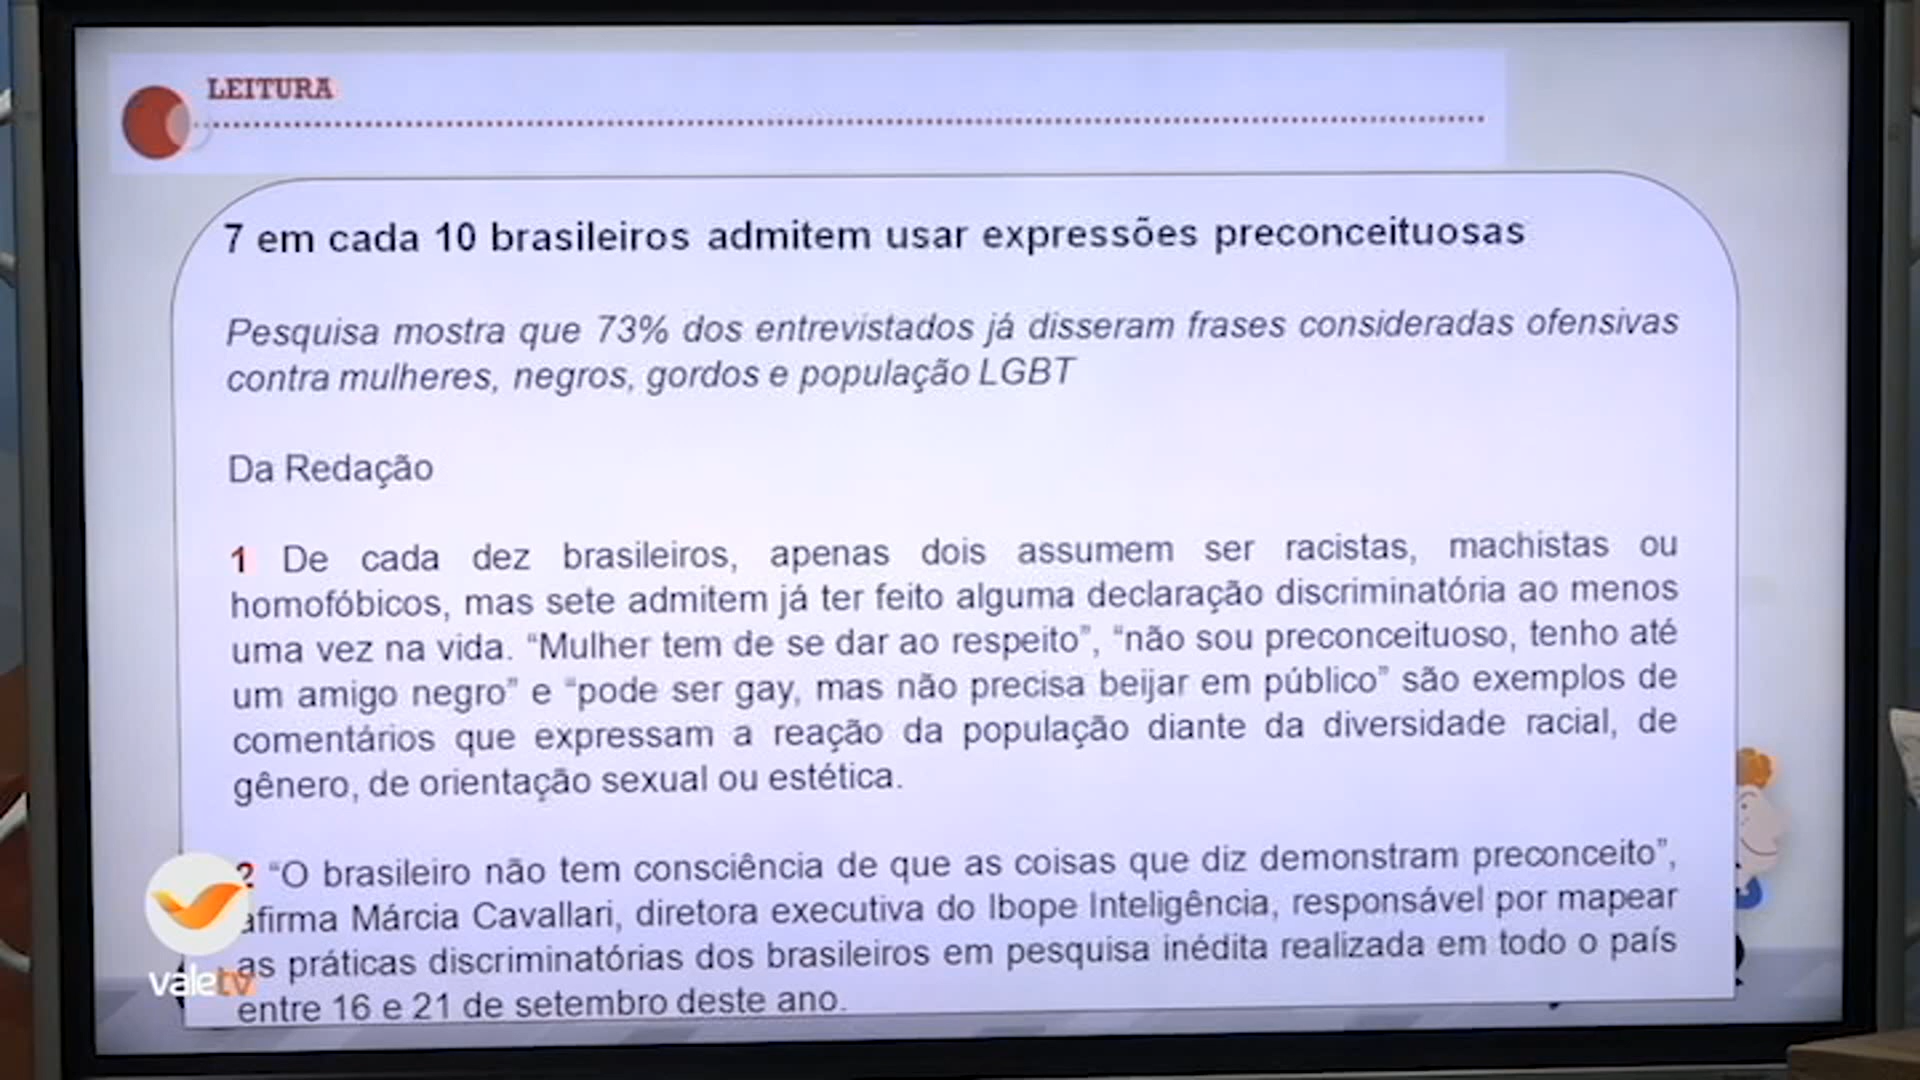 LEITURA
7 em cada 10 brasileiros admitem usar expressões preconceituosas
Pesquisa mostra que 73% dos entrevistados já disseram frases consideradas ofensivas
contra mulheres, negros, gordos e população LGBT
Da Redação
1 De cada dez brasileiros, apenas dois assumem ser racistas, machistas ou
homofóbicos, mas sete admitem já ter feito alguma declaração discriminatória ao menos
uma vez na vida. “Mulher tem de se dar ao respeito”, “não sou preconceituoso, tenho até
um amigo negro” e “pode ser gay, mas não precisa beijar em público” são exemplos de
comentários que expressam a reação da população diante da diversidade racial, de
gênero, de orientação sexual ou estética.
2 “O brasileiro não tem consciência de que as coisas que diz demonstram preconceito”,
afirma Márcia Cavallari, diretora executiva do Ibope Inteligência, responsável por mapear
as práticas discriminatórias dos brasileiros em pesquisa inédita realizada em todo o país
entre 16 e 21 de setembro deste ano.
valetv